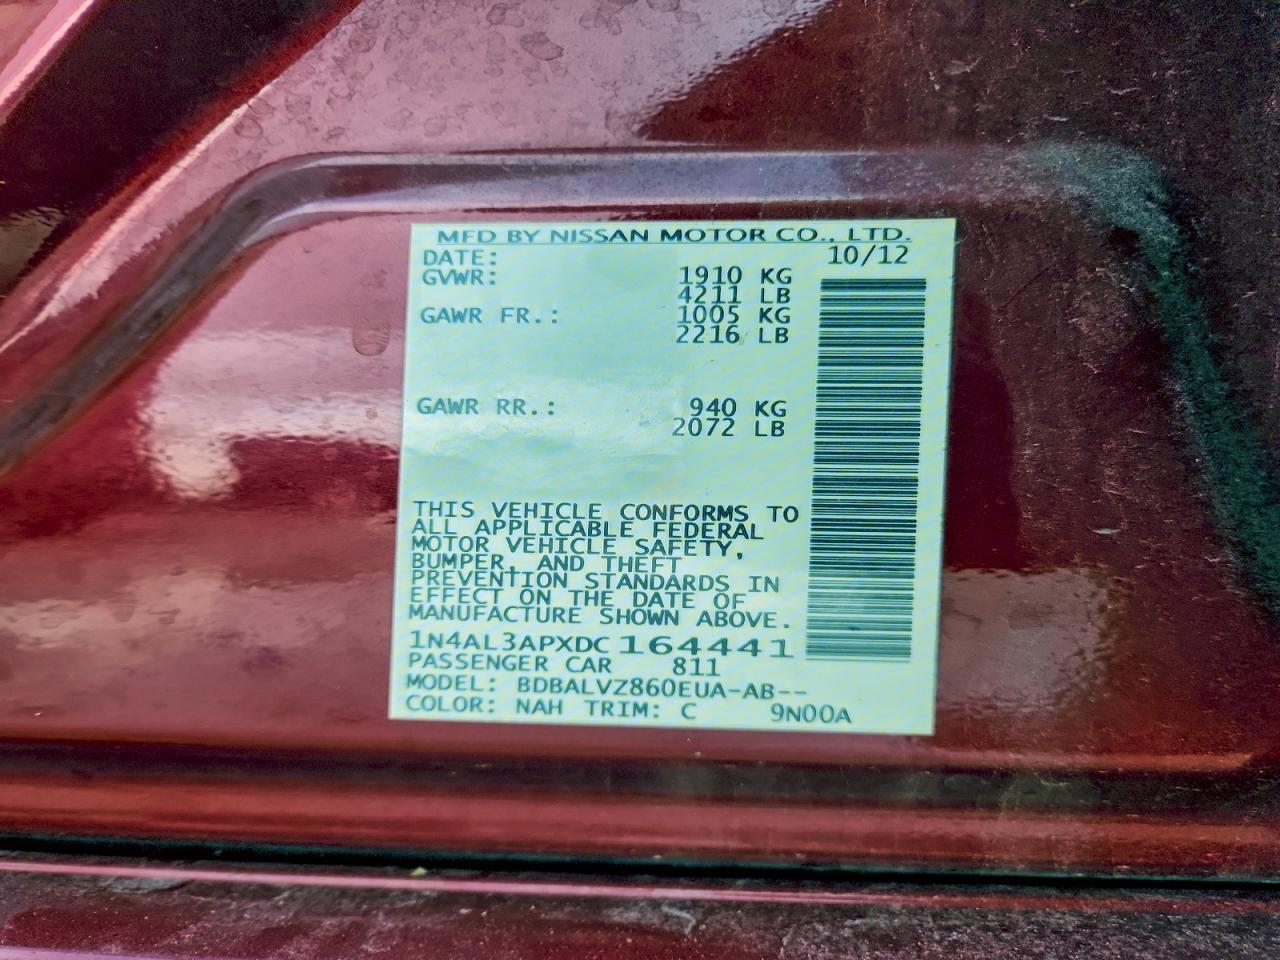 MFD BY NISSAN MOTOR CO., LTD.
DATE: 10/12
GVWR: 1910 KG
4211 LB
GAWR FR.: 1005 KG
2216 LB
GAWR RR.: 940 KG
2072 LB
THIS VEHICLE CONFORMS TO
ALL APPLICABLE FEDERAL
MOTOR VEHICLE SAFETY,
BUMPER, AND THEFT
PREVENTION STANDARDS IN
EFFECT ON THE DATE OF
MANUFACTURE SHOWN ABOVE.
1N4AL3APXDC164441
PASSENGER CAR 811
MODEL: BDBALVZ860EUA-AB--
COLOR: NAH TRIM: C 9N00A